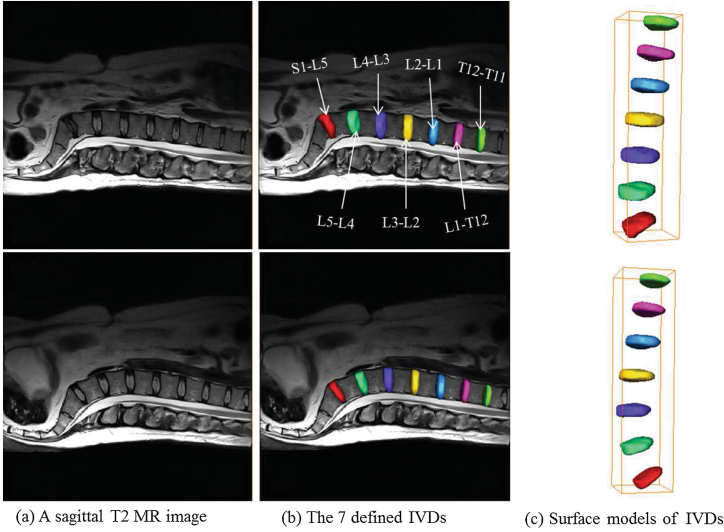 S1-L5
L4-L3
L2-L1
T12-T11
L5-L4
L3-L2
L1-T12
(a) A sagittal T2 MR image
(b) The 7 defined IVDs
(c) Surface models of IVDs